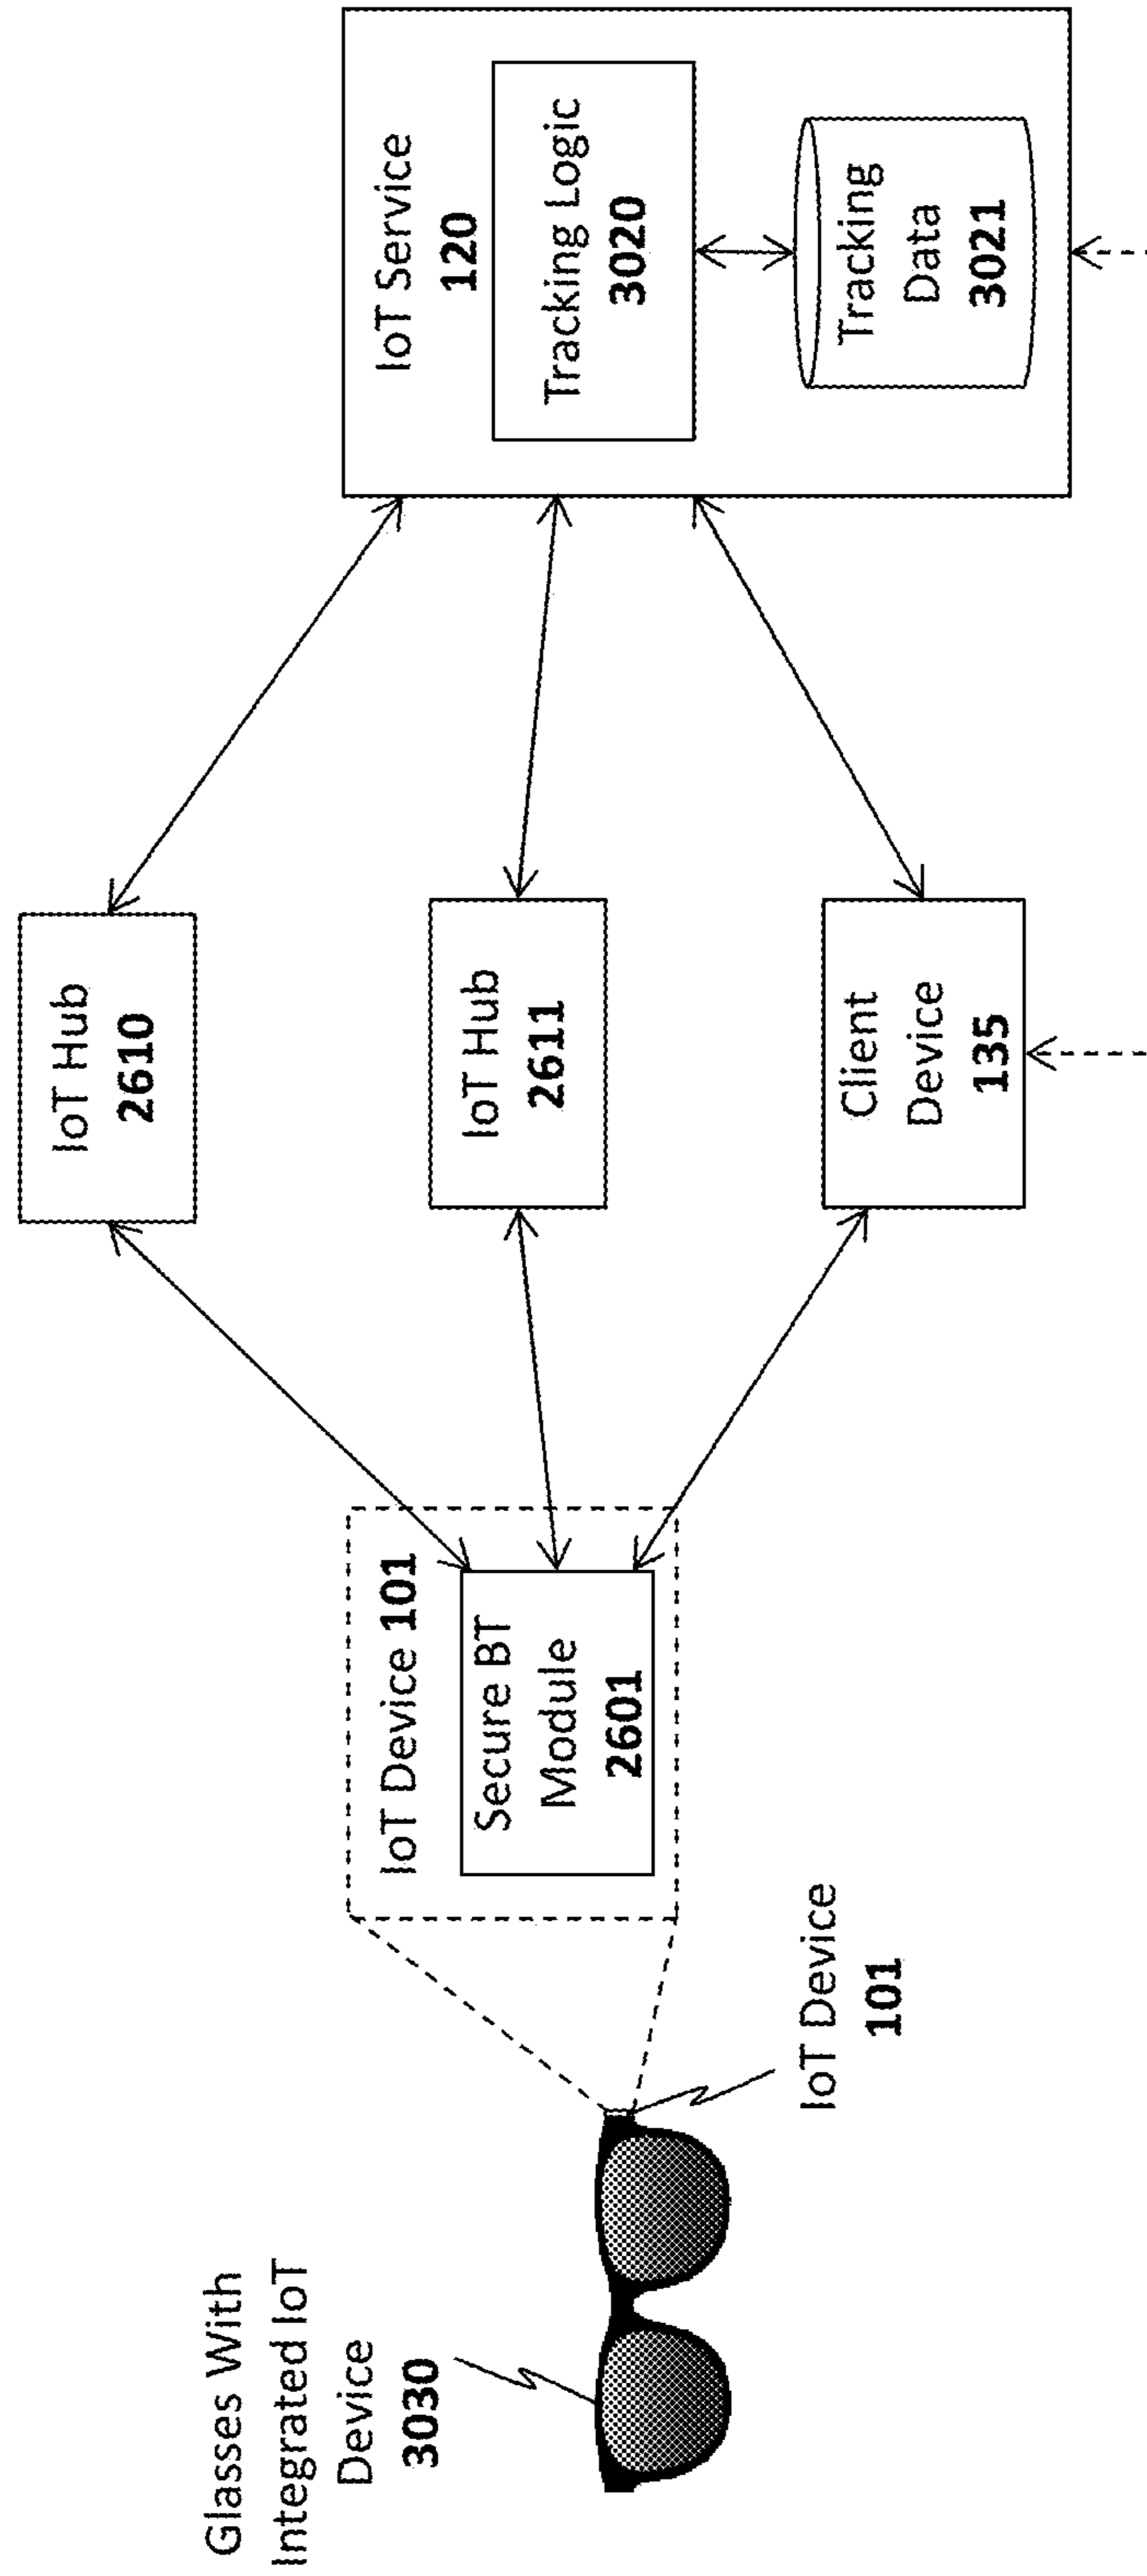 Glasses With
Integrated IoT
Device
3030
IoT Device
101
IoT Device 101
Secure BT
Module
2601
IoT Hub
2610
IoT Hub
2611
Client
Device
135
IoT Service
120
Tracking Logic
3020
Tracking
Data
3021